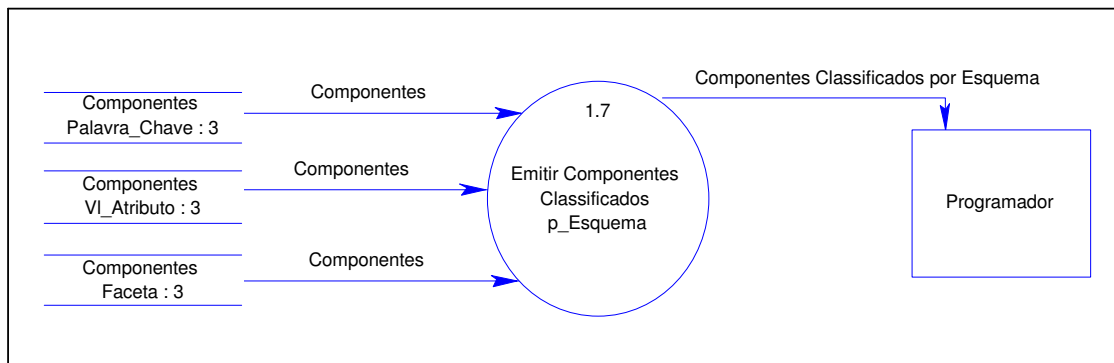 Componentes
Palavra_Chave : 3
Componentes
Vl_Atributo : 3
Componentes
Faceta : 3
Componentes
Componentes
Componentes
1.7
Emitir Componentes
Classificados
p_Esquema
Componentes Classificados por Esquema
Programador